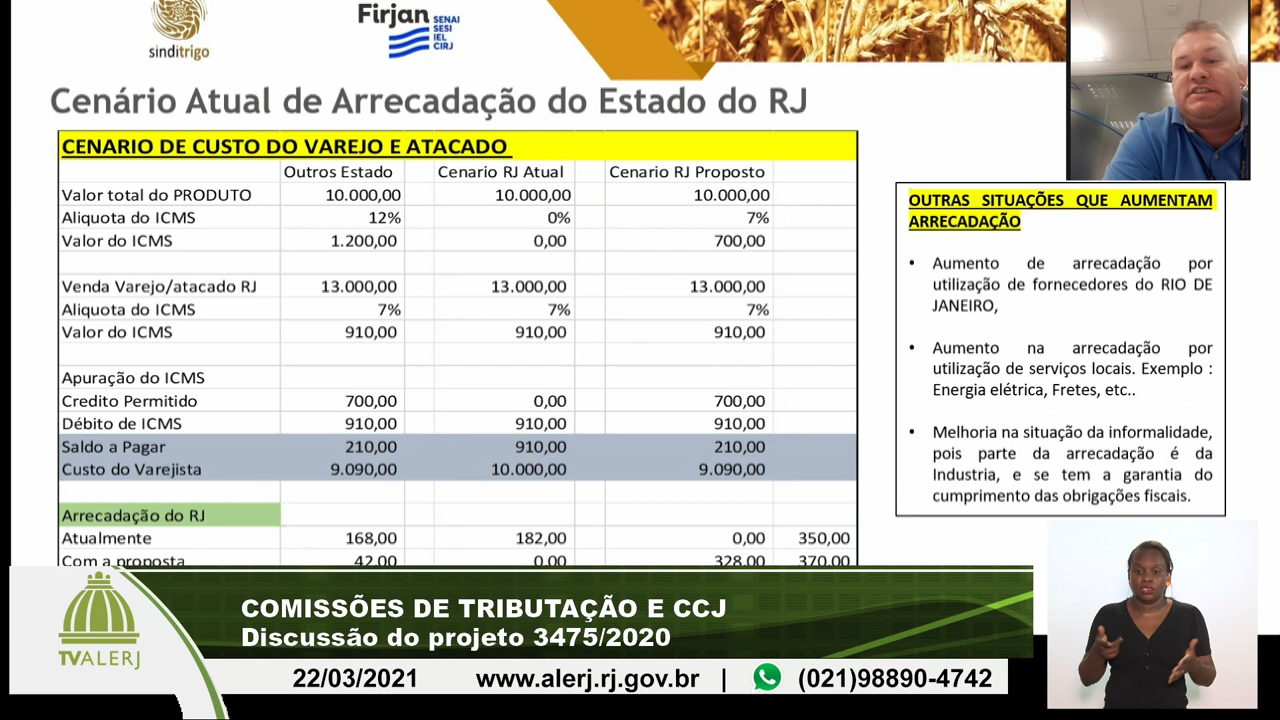 sinditrigo
Firjan SENAI
SESI
IEL
CIRJ
Cenário Atual de Arrecadação do Estado do RJ
CENARIO DE CUSTO DO VAREJO E ATACADO
Outros Estado Cenario RJ Atual Cenario RJ Proposto
Valor total do PRODUTO 10.000,00 10.000,00 10.000,00
Aliquota do ICMS 12% 0% 7%
Valor do ICMS 1.200,00 0,00 700,00
Venda Varejo/atacado RJ 13.000,00 13.000,00 13.000,00
Aliquota do ICMS 7% 7% 7%
Valor do ICMS 910,00 910,00 910,00
Apuração do ICMS
Credito Permitido 700,00 0,00 700,00
Débito de ICMS 910,00 910,00 910,00
Saldo a Pagar 210,00 910,00 210,00
Custo do Varejista 9.090,00 10.000,00 9.090,00
Arrecadação do RJ
Atualmente 168,00 182,00 0,00 350,00
Com a proposta 42,00 0,00 328,00 370,00
OUTRAS SITUAÇÕES QUE AUMENTAM
ARRECADAÇÃO
• Aumento de arrecadação por
utilização de fornecedores do RIO DE
JANEIRO,
• Aumento na arrecadação por
utilização de serviços locais. Exemplo :
Energia elétrica, Fretes, etc..
• Melhoria na situação da informalidade,
pois parte da arrecadação é da
Industria, e se tem a garantia do
cumprimento das obrigações fiscais.
TVALERJ
COMISSÕES DE TRIBUTAÇÃO E CCJ
Discussão do projeto 3475/2020
22/03/2021 www.alerj.rj.gov.br | (021)98890-4742